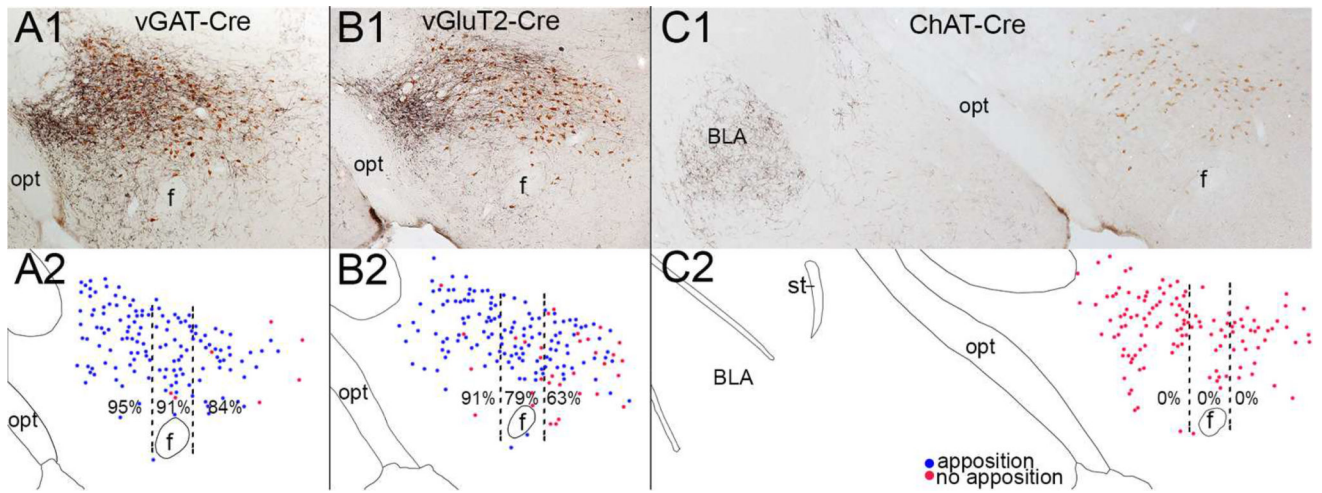 A1 vGAT-Cre
opt
f
B1 vGluT2-Cre
opt
f
C1 ChAT-Cre
BLA
opt
f
A2
opt
95% 91% 84%
f
B2
opt
91% 79% 63%
f
C2
st
BLA
opt
0% 0% 0%
f
apposition
no apposition